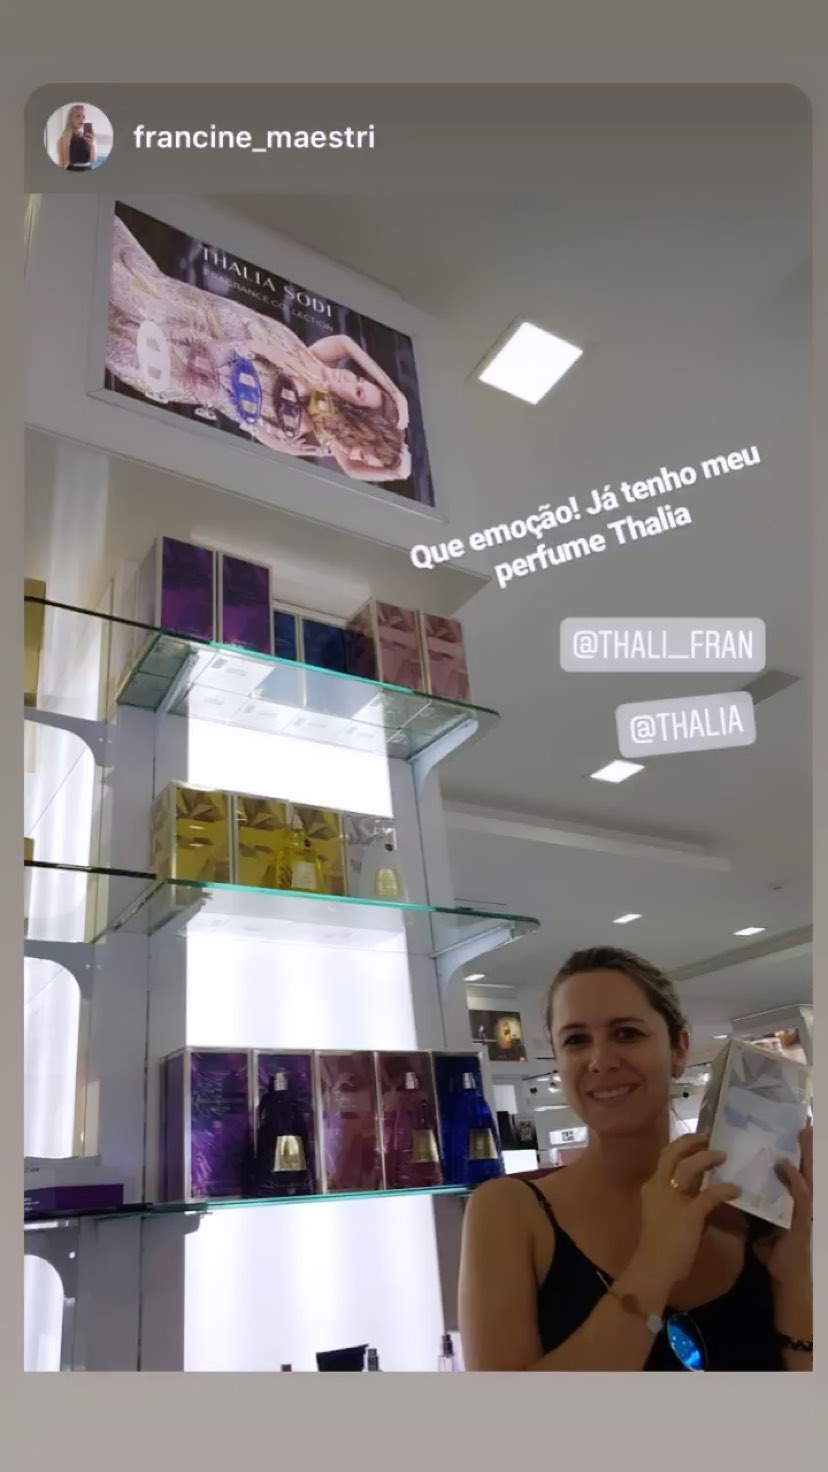 francine_maestri
THALIA SODI
FRAGRANCE COLLECTION
Que emoção! Já tenho meu
perfume Thalia
@THALI_FRAN
@THALIA